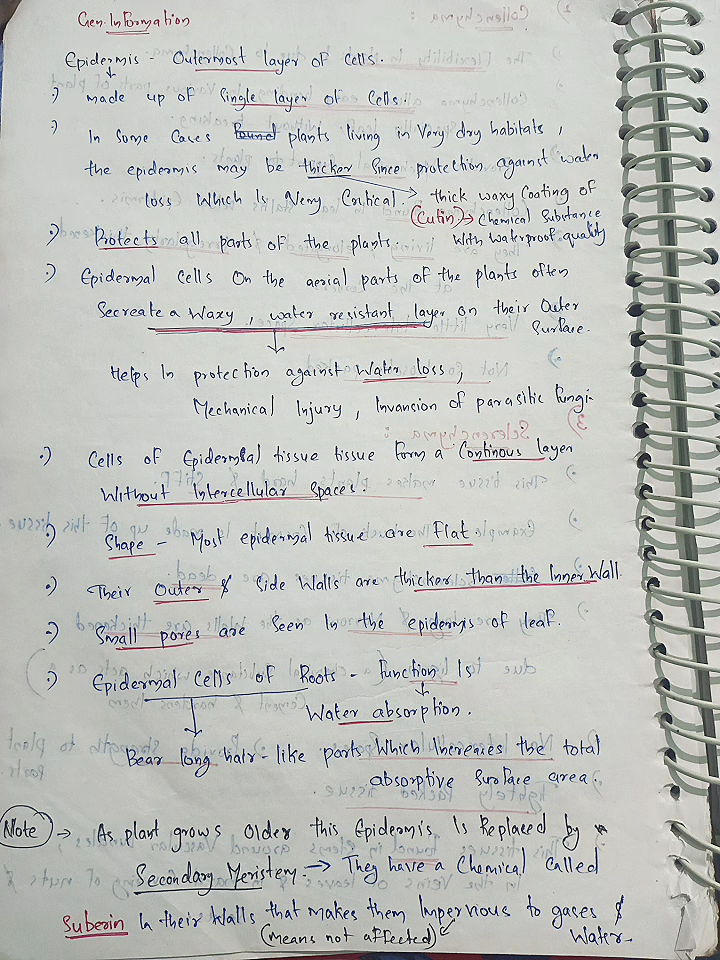 Gen. Information
Epidermis - Outermost layer of cells.
made up of Single layer of Cells.
In Some Cases Found plants living in Very dry habitats,
the epidermis may be thicker Since protection against water
loss Which Is Very Critical. → thick waxy Coating of
(Cutin) → Chemical Substance
With waterproof quality
Protects all parts of the plants.
Epidermal Cells On the aerial parts of the plants often
Secreate a Waxy, water resistant layer on their Outer
Surface.
Helps In protection against Water loss,
Mechanical Injury, Invansion of parasitic fungi.
Cells of Epidermal tissue tissue form a Continous layer
Without Intercellular Spaces.
Shape - Most epidermal tissue are Flat
Their Outer & Side Walls are thicker than the Inner Wall
Small pores are Seen In the epidermis of leaf.
Epidermal Cells of Roots - Function Is
Water absorption.
Bear long hair-like parts Which Increases the total
absorptive Surface area.
Note → As plant grows Older this Epidermis Is Replaced by
Secondary Meristem. → They have a Chemical Called
Suberin In their Walls that makes them Impervious to gases &
(means not affected) Water.